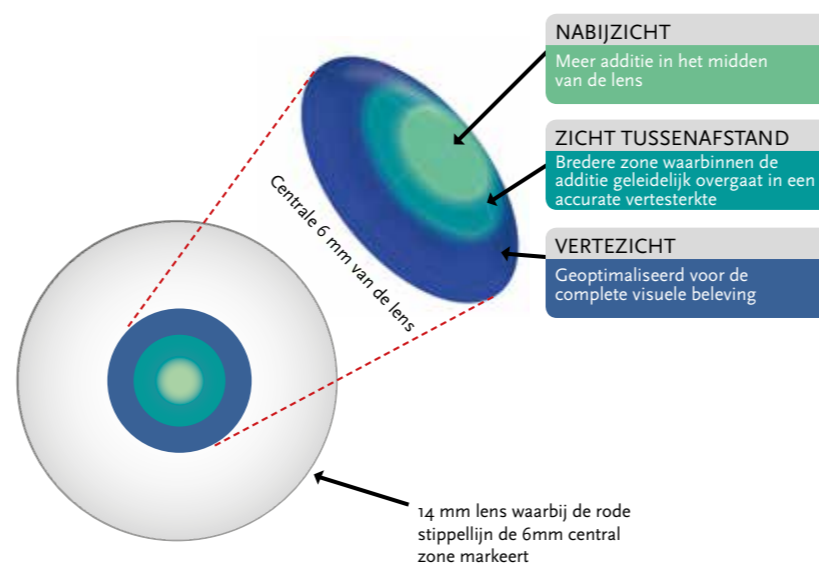 NABIJZICHT
Meer additie in het midden
van de lens
ZICHT TUSSENAFSTAND
Bredere zone waarbinnen de
additie geleidelijk overgaat in een
accurate vertesterkte
VERTEZICHT
Geoptimaliseerd voor de
complete visuele beleving
Centrale 6 mm van de lens
14 mm lens waarbij de rode
stippellijn de 6mm central
zone markeert